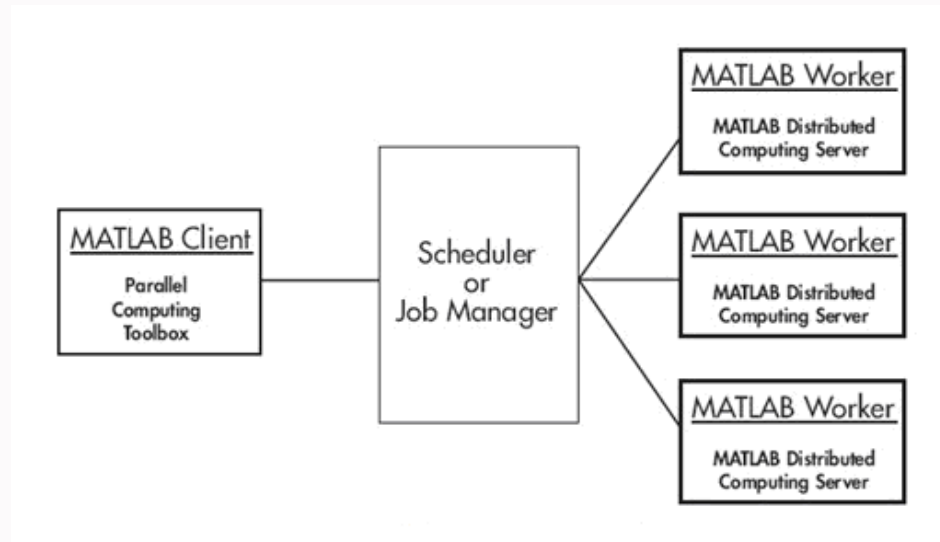 MATLAB Client
Parallel
Computing
Toolbox
Scheduler
or
Job Manager
MATLAB Worker
MATLAB Distributed
Computing Server
MATLAB Worker
MATLAB Distributed
Computing Server
MATLAB Worker
MATLAB Distributed
Computing Server